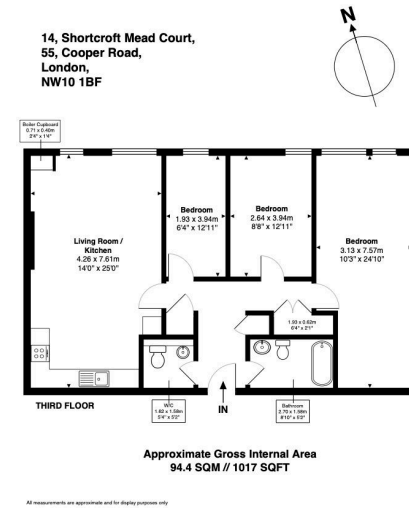 14, Shortcroft Mead Court,
55, Cooper Road,
London,
NW10 1BF
N
Boiler Cupboard
0.71 x 0.40m
2'4" x 1'4"
Bedroom
1.93 x 3.94m
6'4" x 12'11"
Bedroom
2.64 x 3.94m
8'8" x 12'11"
Living Room /
Kitchen
4.26 x 7.61m
14'0" x 25'0"
Bedroom
3.13 x 7.57m
10'3" x 24'10"
1.93 x 0.62m
6'4" x 2'1"
THIRD FLOOR
W/C
1.62 x 1.58m
5'4" x 5'2"
IN
Bathroom
2.70 x 1.58m
8'10" x 5'2"
Approximate Gross Internal Area
94.4 SQM // 1017 SQFT
All measurements are approximate and for display purposes only